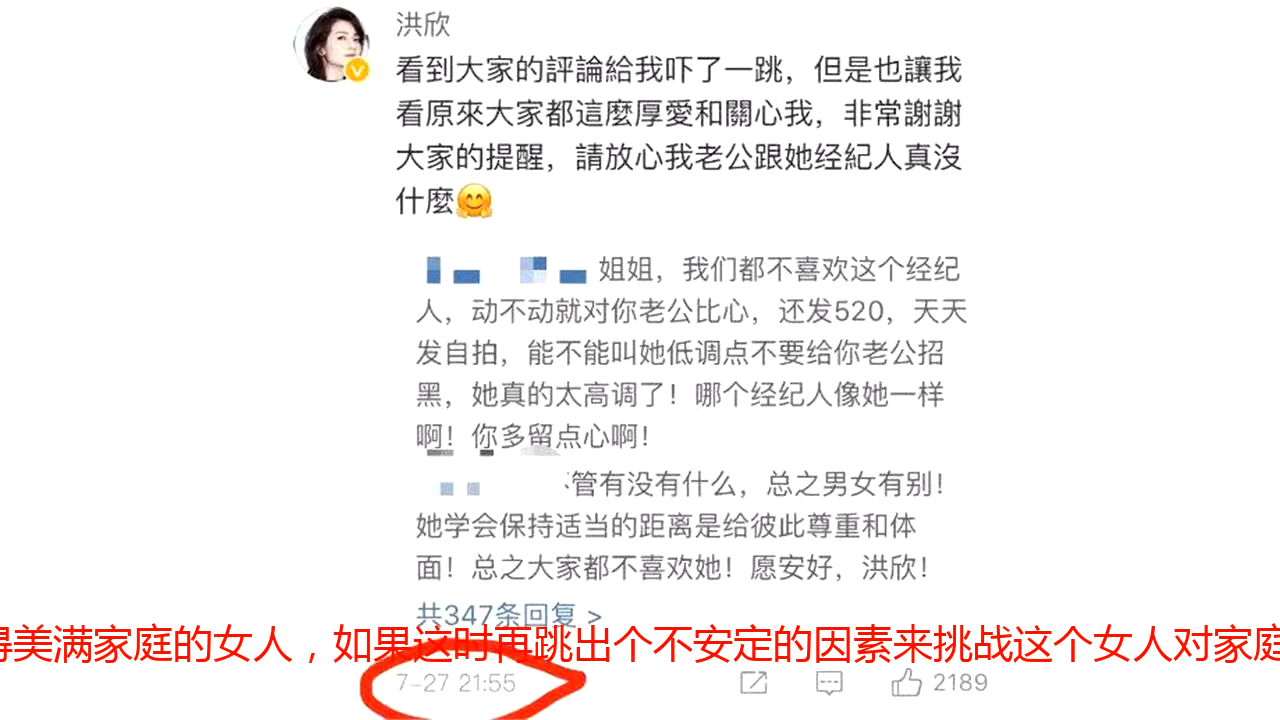 洪欣
看到大家的評論給我吓了一跳，但是也讓我
看原來大家都這麼厚愛和關心我，非常謝謝
大家的提醒，請放心我老公跟她经紀人真沒
什麼🤗
姐姐，我们都不喜欢这个经纪
人，动不动就对你老公比心，还发520，天天
发自拍，能不能叫她低调点不要给你老公招
黑，她真的太高调了！哪个经纪人像她一样
啊！你多留点心啊！
管有没有什么，总之男女有别！
她学会保持适当的距离是给彼此尊重和体
面！总之大家都不喜欢她！愿安好，洪欣！
共347条回复 >
得美满家庭的女人，如果这时再跳出个不安定的因素来挑战这个女人对家庭
7-27 21:55
2189